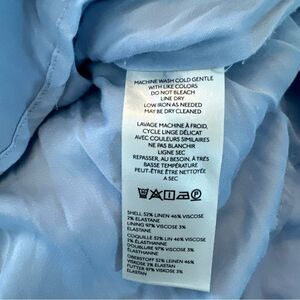 MACHINE WASH COLD GENTLE
WITH LIKE COLORS
DO NOT BLEACH
LINE DRY
LOW IRON AS NEEDED
MAY BE DRY CLEANED
LAVAGE MACHINE À FROID,
CYCLE LINGE DÉLICAT
AVEC COULEURS SIMILAIRES
NE PAS BLANCHIR
LIGNE SEC
REPASSER, AU BESOIN, À TRÈS
BASSE TEMPÉRATURE
PEUT-ÊTRE ÊTRE NETTOYÉE
A SEC
SHELL 52% LINEN 46% VISCOSE
2% ELASTANE
LINING 97% VISCOSE 3%
ELASTANE
COQUILLE 52% LIN 46% VISCOSE
2% ÉLASTHANNE
DOUBLURE 97% VISCOSE 3%
ÉLASTHANNE
OBERSTOFF 52% LEINEN 46%
VISKOSE 2% ELASTAN
FUTTER 97% VISKOSE 3%
ELASTAN